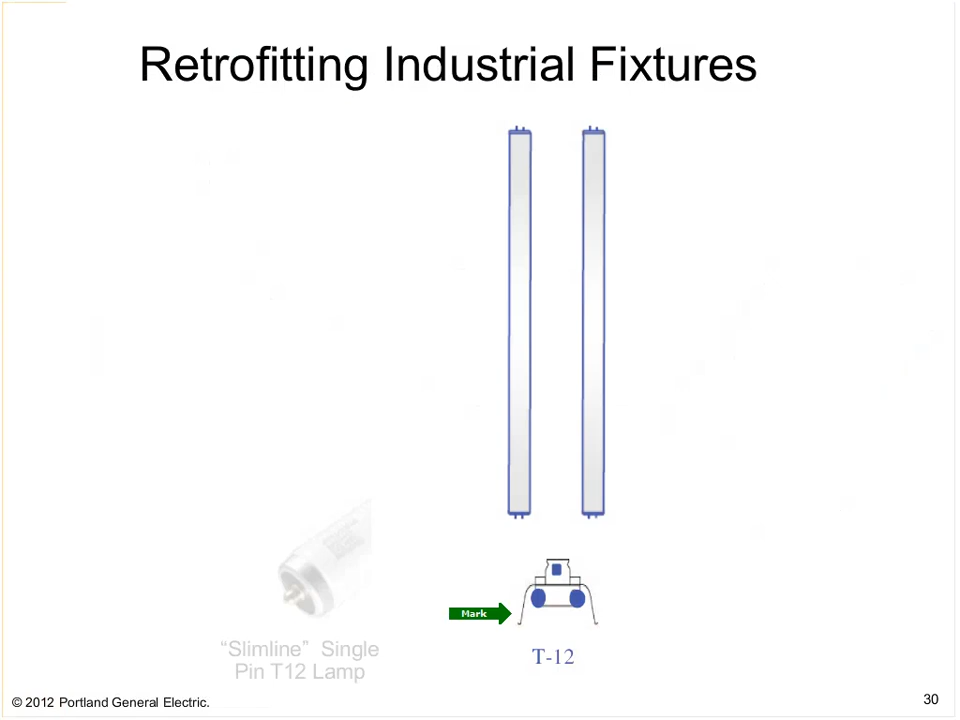 Retrofitting Industrial Fixtures
Mark
“Slimline” Single
Pin T12 Lamp
T-12
© 2012 Portland General Electric.
30